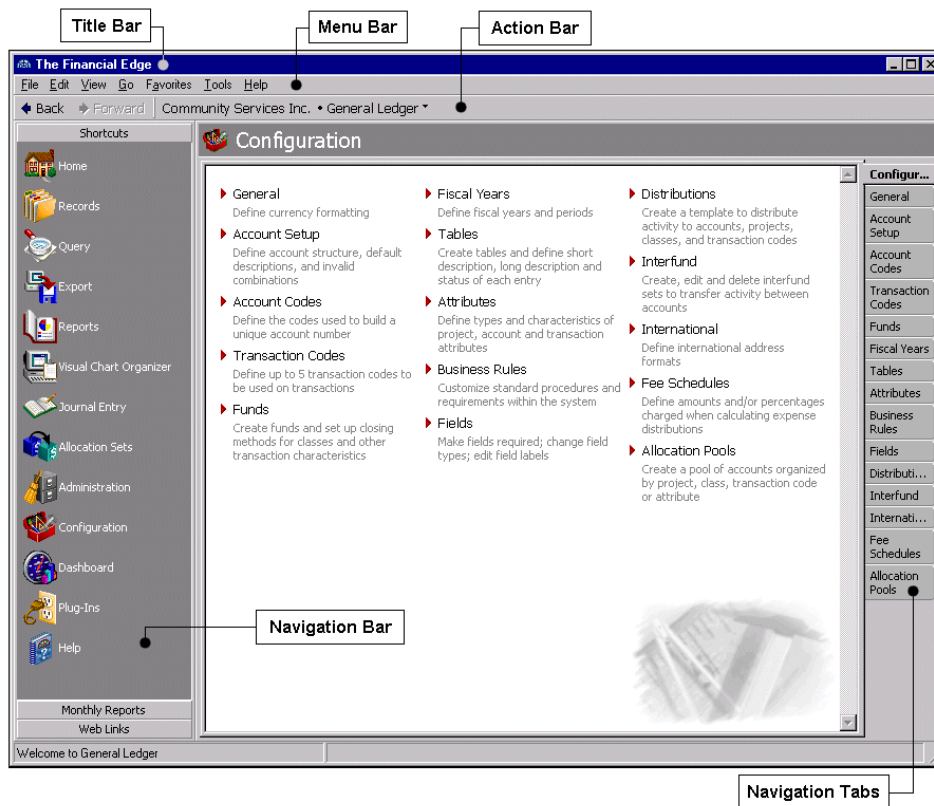 Title Bar
Menu Bar
Action Bar
The Financial Edge
File Edit View Go Favorites Tools Help
Back Forward Community Services Inc. • General Ledger
Shortcuts
Home
Records
Query
Export
Reports
Visual Chart Organizer
Journal Entry
Allocation Sets
Administration
Configuration
Dashboard
Plug-Ins
Help
Monthly Reports
Web Links
Navigation Bar
Configuration
General
Define currency formatting
Account Setup
Define account structure, default
descriptions, and invalid
combinations
Account Codes
Define the codes used to build a
unique account number
Transaction Codes
Define up to 5 transaction codes to
be used on transactions
Funds
Create funds and set up closing
methods for classes and other
transaction characteristics
Fiscal Years
Define fiscal years and periods
Tables
Create tables and define short
description, long description and
status of each entry
Attributes
Define types and characteristics of
project, account and transaction
attributes
Business Rules
Customize standard procedures and
requirements within the system
Fields
Make fields required; change field
types; edit field labels
Distributions
Create a template to distribute
activity to accounts, projects,
classes, and transaction codes
Interfund
Create, edit and delete interfund
sets to transfer activity between
accounts
International
Define international address
formats
Fee Schedules
Define amounts and/or percentages
charged when calculating expense
distributions
Allocation Pools
Create a pool of accounts organized
by project, class, transaction code
or attribute
Configur...
General
Account
Setup
Account
Codes
Transaction
Codes
Funds
Fiscal Years
Tables
Attributes
Business
Rules
Fields
Distributi...
Interfund
Internati...
Fee
Schedules
Allocation
Pools
Welcome to General Ledger
Navigation Tabs